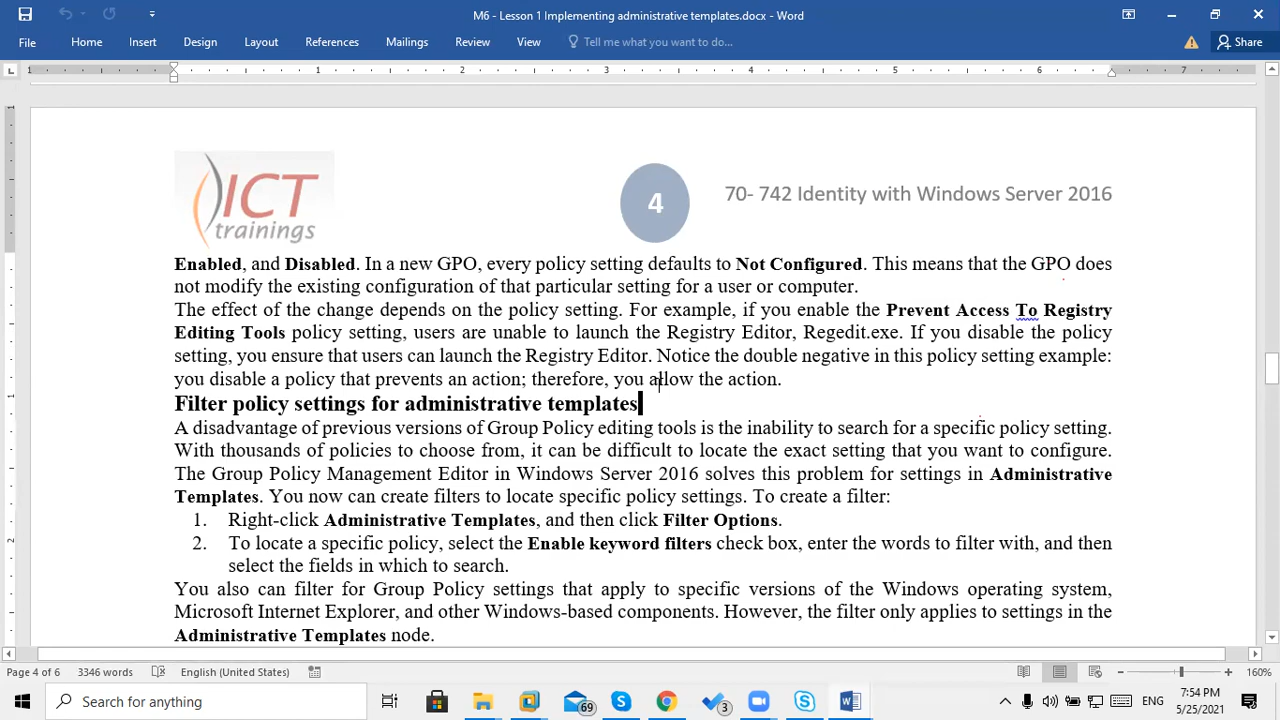 M6 - Lesson 1 Implementing administrative templates.docx - Word
File Home Insert Design Layout References Mailings Review View Tell me what you want to do... Share
1 1 2 3 4 5 6 7
ICT
trainings
4
70- 742 Identity with Windows Server 2016
Enabled, and Disabled. In a new GPO, every policy setting defaults to Not Configured. This means that the GPO does
not modify the existing configuration of that particular setting for a user or computer.
The effect of the change depends on the policy setting. For example, if you enable the Prevent Access To Registry
Editing Tools policy setting, users are unable to launch the Registry Editor, Regedit.exe. If you disable the policy
setting, you ensure that users can launch the Registry Editor. Notice the double negative in this policy setting example:
you disable a policy that prevents an action; therefore, you allow the action.
Filter policy settings for administrative templates
A disadvantage of previous versions of Group Policy editing tools is the inability to search for a specific policy setting.
With thousands of policies to choose from, it can be difficult to locate the exact setting that you want to configure.
The Group Policy Management Editor in Windows Server 2016 solves this problem for settings in Administrative
Templates. You now can create filters to locate specific policy settings. To create a filter:
1. Right-click Administrative Templates, and then click Filter Options.
2. To locate a specific policy, select the Enable keyword filters check box, enter the words to filter with, and then
select the fields in which to search.
You also can filter for Group Policy settings that apply to specific versions of the Windows operating system,
Microsoft Internet Explorer, and other Windows-based components. However, the filter only applies to settings in the
Administrative Templates node.
Page 4 of 6 3346 words English (United States) 160%
Search for anything 69 3 ENG 7:54 PM
5/25/2021